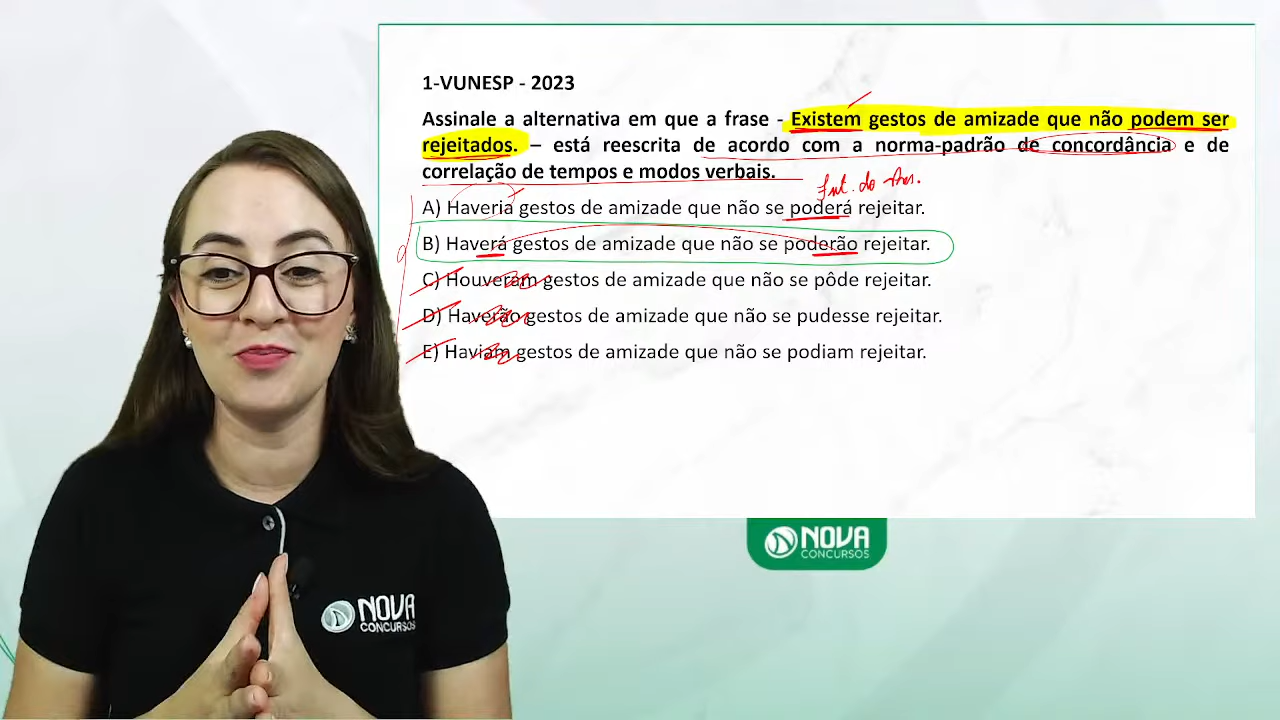 1-VUNESP - 2023
Assinale a alternativa em que a frase - Existem gestos de amizade que não podem ser
rejeitados. – está reescrita de acordo com a norma-padrão de concordância e de
correlação de tempos e modos verbais.
fut. do Pres.
A) Haveria gestos de amizade que não se poderá rejeitar.
B) Haverá gestos de amizade que não se poderão rejeitar.
C) Houveram gestos de amizade que não se pôde rejeitar.
D) Haverão gestos de amizade que não se pudesse rejeitar.
E) Haviam gestos de amizade que não se podiam rejeitar.
NOVA
CONCURSOS
NOVA
CONCURSOS